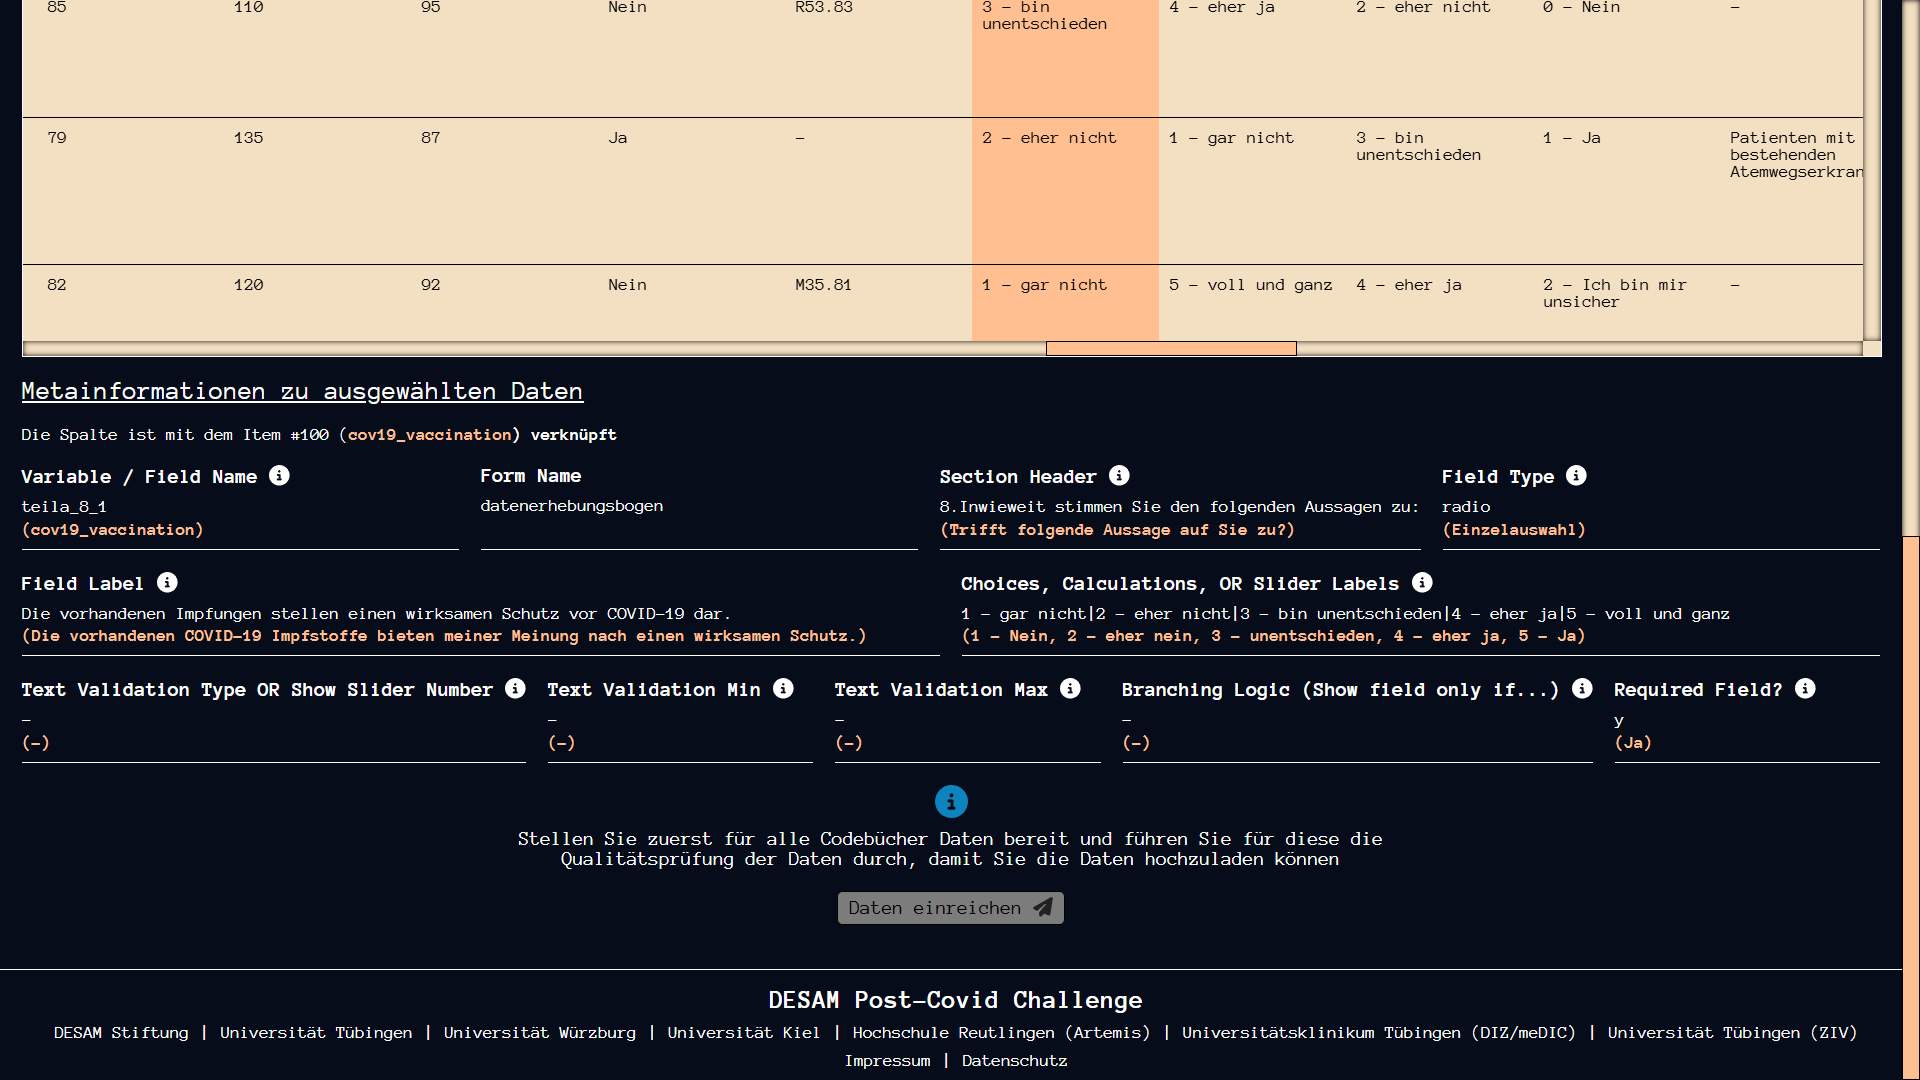 85 110 95 Nein R53.83 3 - bin unentschieden 4 - eher ja 2 - eher nicht 0 - Nein -
79 135 87 Ja - 2 - eher nicht 1 - gar nicht 3 - bin unentschieden 1 - Ja Patienten mit bestehenden Atemwegserkran
82 120 92 Nein M35.81 1 - gar nicht 5 - voll und ganz 4 - eher ja 2 - Ich bin mir unsicher -
Metainformationen zu ausgewählten Daten
Die Spalte ist mit dem Item #100 (cov19_vaccination) verknüpft
Variable / Field Name
teila_8_1
(cov19_vaccination)
Form Name
datenerhebungsbogen
Section Header
8.Inwieweit stimmen Sie den folgenden Aussagen zu:
(Trifft folgende Aussage auf Sie zu?)
Field Type
radio
(Einzelauswahl)
Field Label
Die vorhandenen Impfungen stellen einen wirksamen Schutz vor COVID-19 dar.
(Die vorhandenen COVID-19 Impfstoffe bieten meiner Meinung nach einen wirksamen Schutz.)
Choices, Calculations, OR Slider Labels
1 - gar nicht|2 - eher nicht|3 - bin unentschieden|4 - eher ja|5 - voll und ganz
(1 - Nein, 2 - eher nein, 3 - unentschieden, 4 - eher ja, 5 - Ja)
Text Validation Type OR Show Slider Number
-
(-)
Text Validation Min
-
(-)
Text Validation Max
-
(-)
Branching Logic (Show field only if...)
-
(-)
Required Field?
y
(Ja)
Stellen Sie zuerst für alle Codebücher Daten bereit und führen Sie für diese die
Qualitätsprüfung der Daten durch, damit Sie die Daten hochzuladen können
Daten einreichen
DESAM Post-Covid Challenge
DESAM Stiftung | Universität Tübingen | Universität Würzburg | Universität Kiel | Hochschule Reutlingen (Artemis) | Universitätsklinikum Tübingen (DIZ/meDIC) | Universität Tübingen (ZIV)
Impressum | Datenschutz